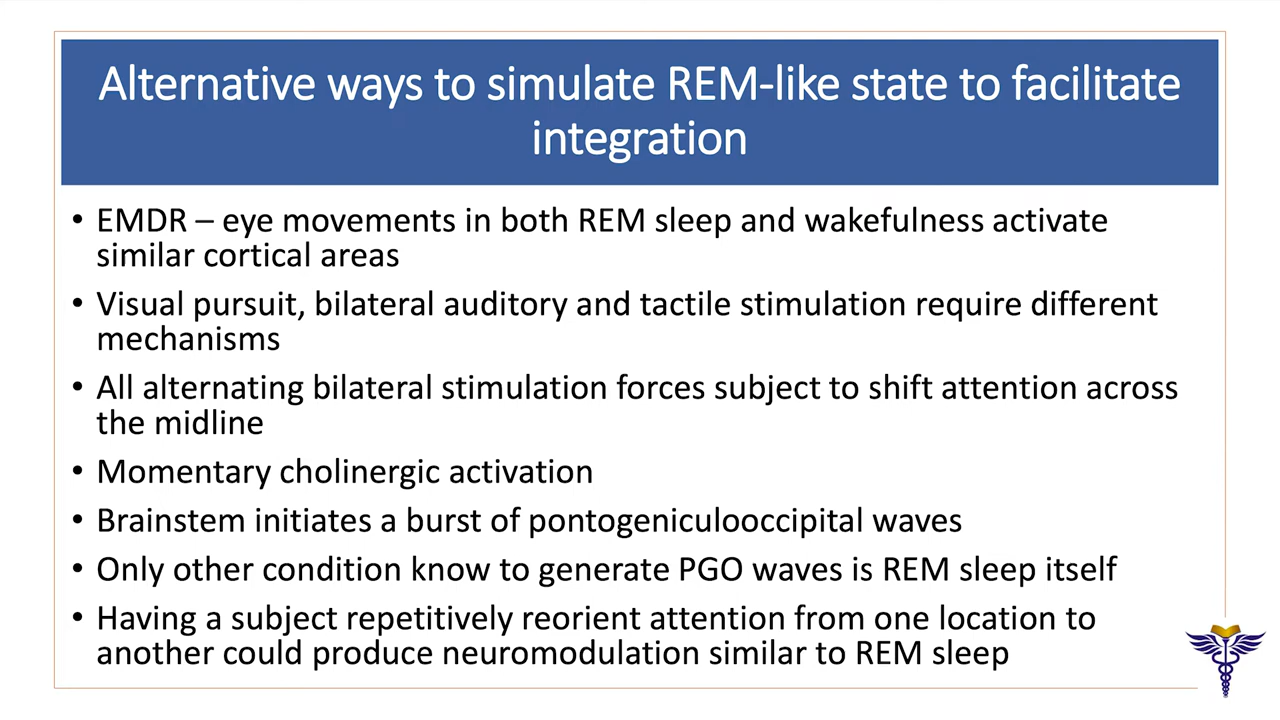 Alternative ways to simulate REM-like state to facilitate
integration
• EMDR – eye movements in both REM sleep and wakefulness activate
similar cortical areas
• Visual pursuit, bilateral auditory and tactile stimulation require different
mechanisms
• All alternating bilateral stimulation forces subject to shift attention across
the midline
• Momentary cholinergic activation
• Brainstem initiates a burst of pontogeniculooccipital waves
• Only other condition know to generate PGO waves is REM sleep itself
• Having a subject repetitively reorient attention from one location to
another could produce neuromodulation similar to REM sleep